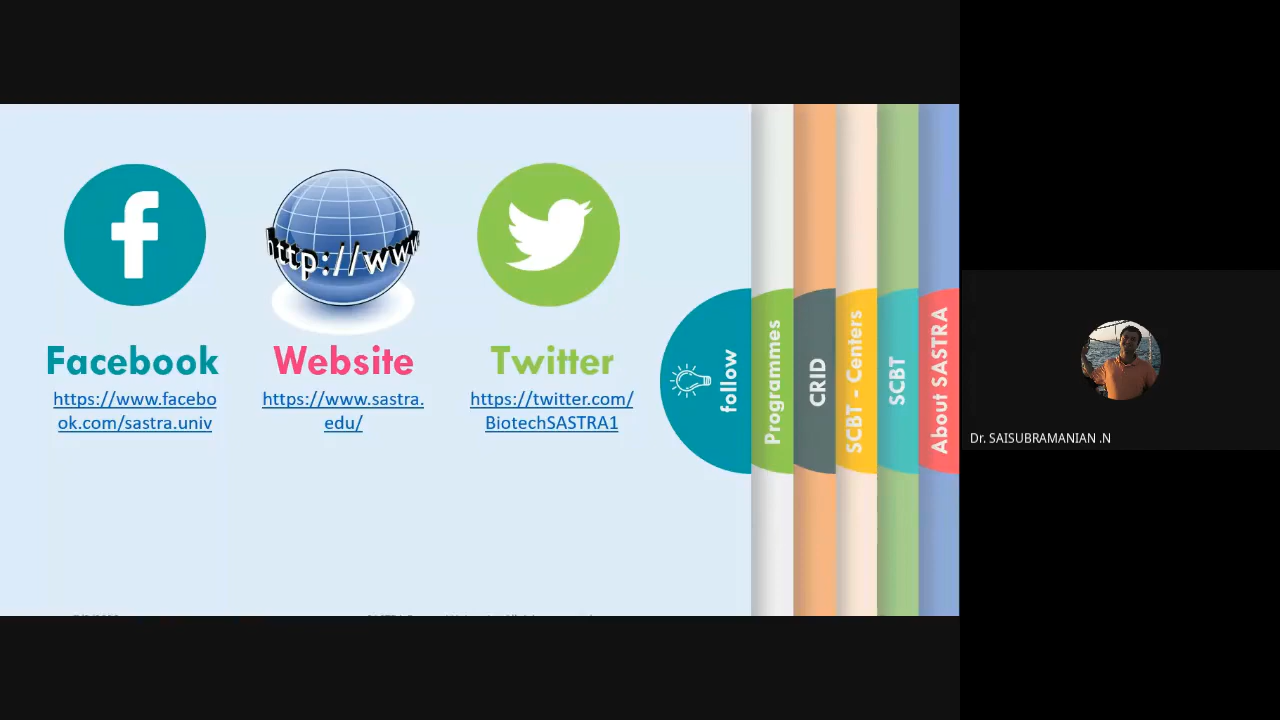 http://www
Facebook
Website
Twitter
https://www.facebo
ok.com/sastra.univ
https://www.sastra.
edu/
https://twitter.com/
BiotechSASTRA1
follow
Programmes
CRID
SCBT - Centers
SCBT
About SASTRA
Dr. SAISUBRAMANIAN .N